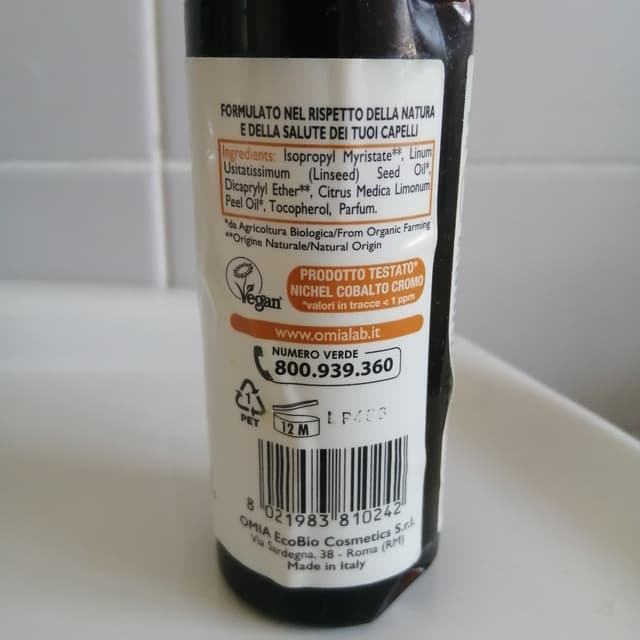 FORMULATO NEL RISPETTO DELLA NATURA
E DELLA SALUTE DEI TUOI CAPELLI
Ingredients: Isopropyl Myristate**, Linum
Usitatissimum (Linseed) Seed Oil*,
Dicaprylyl Ether**, Citrus Medica Limonum
Peel Oil*, Tocopherol, Parfum.
*da Agricoltura Biologica/From Organic Farming
**Origine Naturale/Natural Origin
Vegan
PRODOTTO TESTATO*
NICHEL COBALTO CROMO
*valori in tracce < 1 ppm
www.omialab.it
NUMERO VERDE
800.939.360
1
PET
12 M
8 021983 810242
OMIA EcoBio Cosmetics S.r.l.
Via Sardegna, 38 - Roma (RM)
Made in Italy